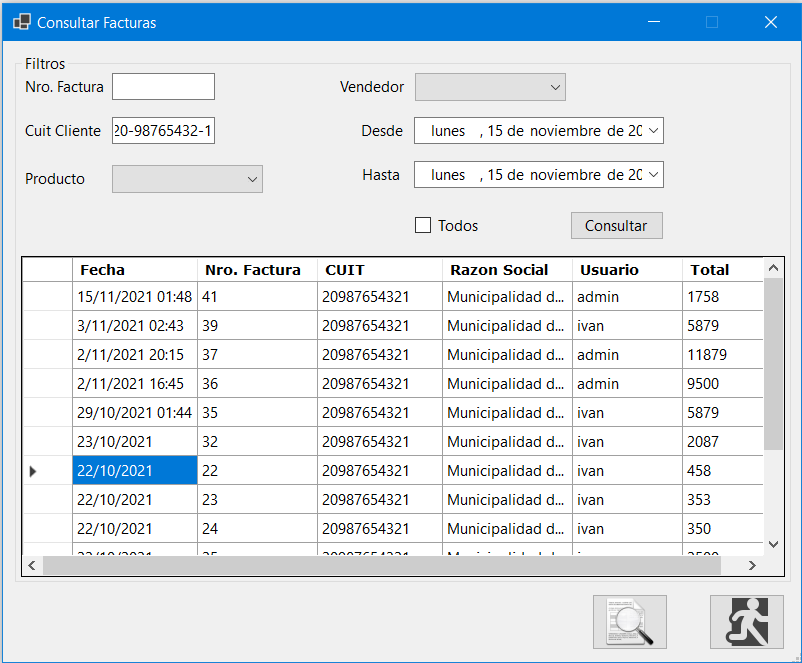 Consultar Facturas
Filtros
Nro. Factura
Vendedor
Cuit Cliente 20-98765432-1
Desde lunes , 15 de noviembre de 20
Producto
Hasta lunes , 15 de noviembre de 20
Todos Consultar
Fecha Nro. Factura CUIT Razon Social Usuario Total
15/11/2021 01:48 41 20987654321 Municipalidad d... admin 1758
3/11/2021 02:43 39 20987654321 Municipalidad d... ivan 5879
2/11/2021 20:15 37 20987654321 Municipalidad d... admin 11879
2/11/2021 16:45 36 20987654321 Municipalidad d... admin 9500
29/10/2021 01:44 35 20987654321 Municipalidad d... ivan 5879
23/10/2021 32 20987654321 Municipalidad d... ivan 2087
22/10/2021 22 20987654321 Municipalidad d... ivan 458
22/10/2021 23 20987654321 Municipalidad d... ivan 353
22/10/2021 24 20987654321 Municipalidad d... ivan 350